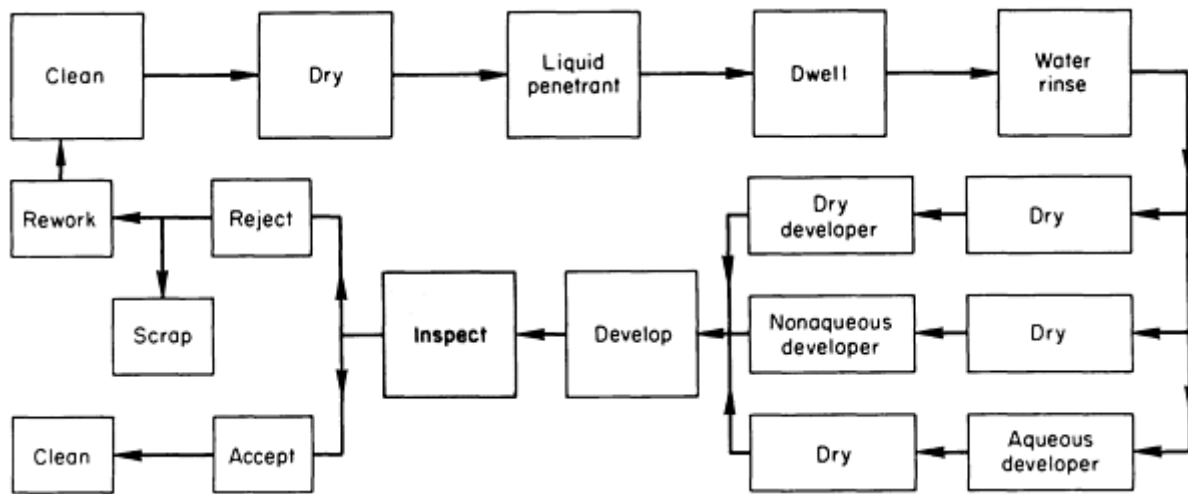 Clean
Dry
Liquid
penetrant
Dwell
Water
rinse
Rework
Reject
Dry
developer
Dry
Scrap
Inspect
Develop
Nonaqueous
developer
Dry
Clean
Accept
Dry
Aqueous
developer